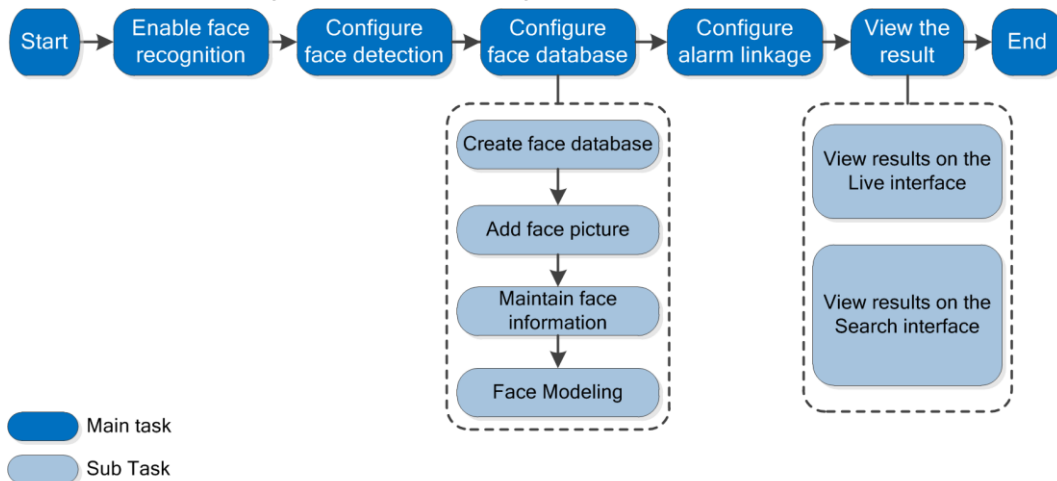 Start
Enable face
recognition
Configure
face detection
Configure
face database
Configure
alarm linkage
View the
result
End
Create face database
Add face picture
Maintain face
information
Face Modeling
View results on the
Live interface
View results on the
Search interface
Main task
Sub Task